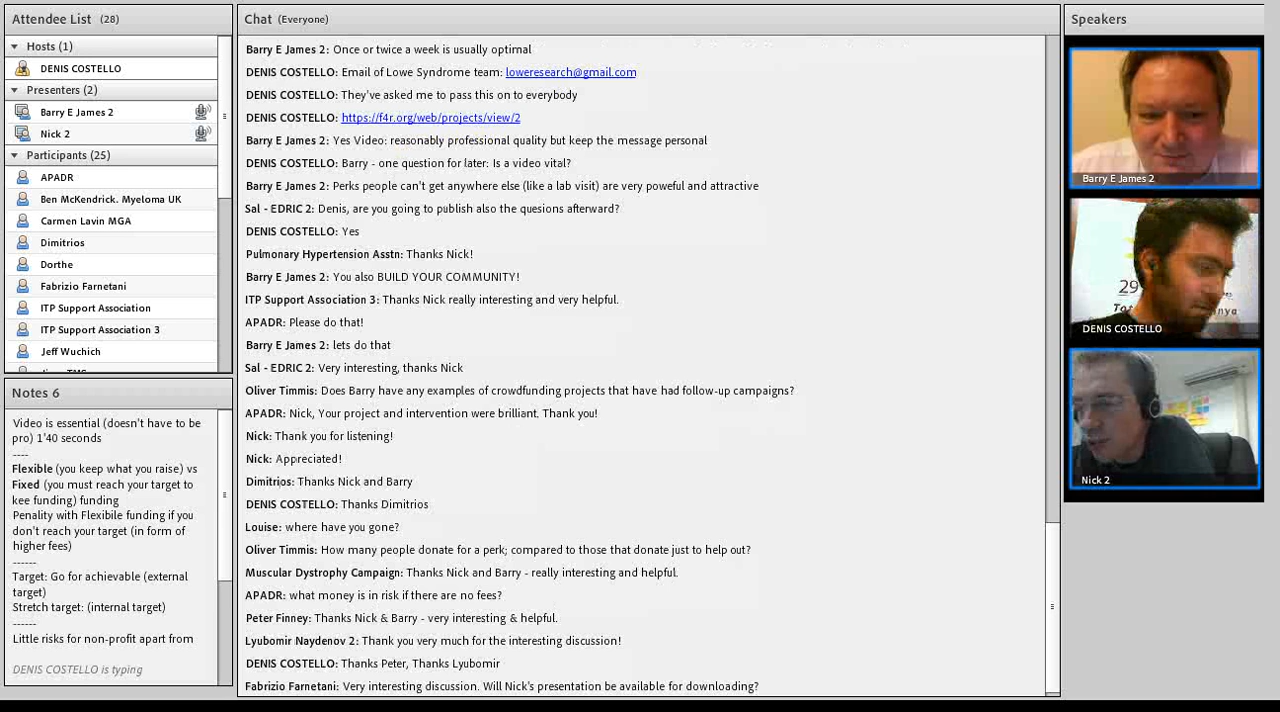 Attendee List (28)
Hosts (1)
DENIS COSTELLO
Presenters (2)
Barry E James 2
Nick 2
Participants (25)
APADR
Ben McKendrick. Myeloma UK
Carmen Lavin MGA
Dimitrios
Dorthe
Fabrizio Farnetani
ITP Support Association
ITP Support Association 3
Jeff Wuchich
Notes 6
Video is essential (doesn't have to be
pro) 1'40 seconds
----
Flexible (you keep what you raise) vs
Fixed (you must reach your target to
kee funding) funding
Penality with Flexibile funding if you
don't reach your target (in form of
higher fees)
------
Target: Go for achievable (external
target)
Stretch target: (internal target)
------
Little risks for non-profit apart from
DENIS COSTELLO is typing
Chat (Everyone)
Barry E James 2: Once or twice a week is usually optimal
DENIS COSTELLO: Email of Lowe Syndrome team: loweresearch@gmail.com
DENIS COSTELLO: They've asked me to pass this on to everybody
DENIS COSTELLO: https://f4r.org/web/projects/view/2
Barry E James 2: Yes Video: reasonably professional quality but keep the message personal
DENIS COSTELLO: Barry - one question for later: Is a video vital?
Barry E James 2: Perks people can't get anywhere else (like a lab visit) are very poweful and attractive
Sal - EDRIC 2: Denis, are you going to publish also the quesions afterward?
DENIS COSTELLO: Yes
Pulmonary Hypertension Asstn: Thanks Nick!
Barry E James 2: You also BUILD YOUR COMMUNITY!
ITP Support Association 3: Thanks Nick really interesting and very helpful.
APADR: Please do that!
Barry E James 2: lets do that
Sal - EDRIC 2: Very interesting, thanks Nick
Oliver Timmis: Does Barry have any examples of crowdfunding projects that have had follow-up campaigns?
APADR: Nick, Your project and intervention were brilliant. Thank you!
Nick: Thank you for listening!
Nick: Appreciated!
Dimitrios: Thanks Nick and Barry
DENIS COSTELLO: Thanks Dimitrios
Louise: where have you gone?
Oliver Timmis: How many people donate for a perk; compared to those that donate just to help out?
Muscular Dystrophy Campaign: Thanks Nick and Barry - really interesting and helpful.
APADR: what money is in risk if there are no fees?
Peter Finney: Thanks Nick & Barry - very interesting & helpful.
Lyubomir Naydenov 2: Thank you very much for the interesting discussion!
DENIS COSTELLO: Thanks Peter, Thanks Lyubomir
Fabrizio Farnetani: Very interesting discussion. Will Nick's presentation be available for downloading?
Speakers
Barry E James 2
29
DENIS COSTELLO
Nick 2